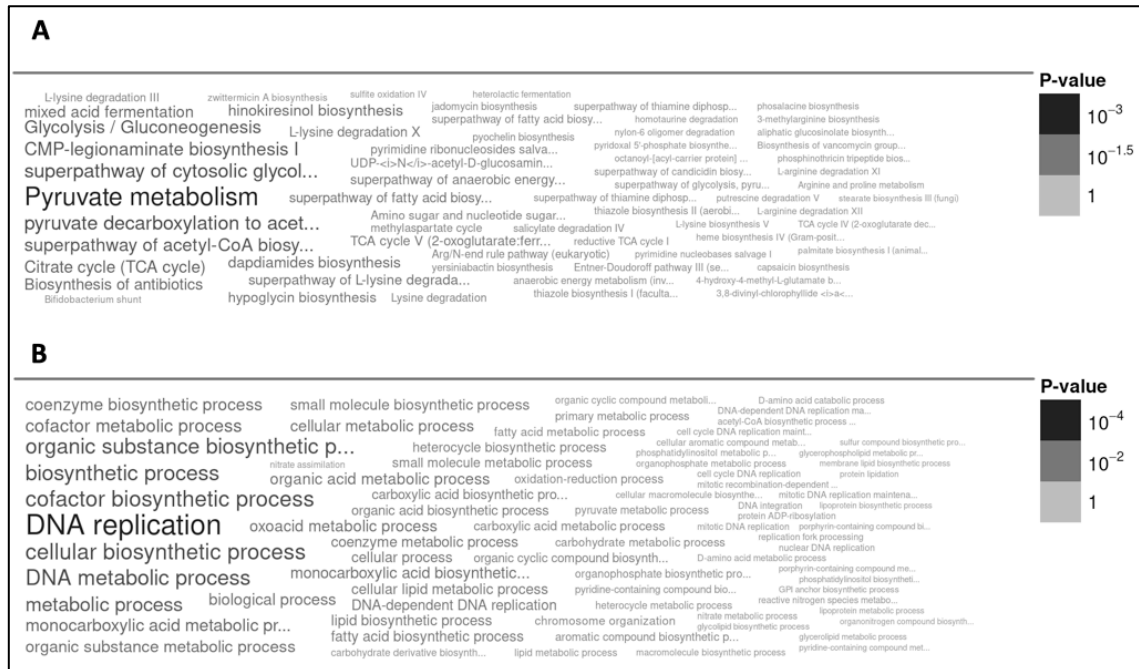 A
P-value
10-3
10-1.5
1
L-lysine degradation III
mixed acid fermentation
Glycolysis / Gluconeogenesis
CMP-legionaminate biosynthesis I
superpathway of cytosolic glycol...
Pyruvate metabolism
pyruvate decarboxylation to acet...
superpathway of acetyl-CoA biosy...
Citrate cycle (TCA cycle)
Biosynthesis of antibiotics
Bifidobacterium shunt
zwittermicin A biosynthesis
hinokiresinol biosynthesis
L-lysine degradation X
superpathway of fatty acid biosy...
dapdiamides biosynthesis
superpathway of L-lysine degrada...
hypoglycin biosynthesis
sulfite oxidation IV
pyrimidine ribonucleosides salva...
UDP-<i>N</i>-acetyl-D-glucosamin...
superpathway of anaerobic energy...
Amino sugar and nucleotide sugar...
methylaspartate cycle
TCA cycle V (2-oxoglutarate:ferr...
Lysine degradation
heterolactic fermentation
jadomycin biosynthesis
superpathway of fatty acid biosy...
pyochelin biosynthesis
salicylate degradation IV
Arg/N-end rule pathway (eukaryotic)
yersiniabactin biosynthesis
superpathway of thiamine diphosp...
homotaurine degradation
nylon-6 oligomer degradation
pyridoxal 5'-phosphate biosynthe...
octanoyl-[acyl-carrier protein] ...
superpathway of candicidin biosy...
superpathway of glycolysis, pyru...
superpathway of thiamine diphosp...
thiazole biosynthesis II (aerobi...
reductive TCA cycle I
pyrimidine nucleobases salvage I
Entner-Doudoroff pathway III (se...
anaerobic energy metabolism (inv...
thiazole biosynthesis I (faculta...
phosalacine biosynthesis
3-methylarginine biosynthesis
aliphatic glucosinolate biosynth...
Biosynthesis of vancomycin group...
phosphinothricin tripeptide bios...
L-arginine degradation XI
Arginine and proline metabolism
putrescine degradation V
stearate biosynthesis III (fungi)
L-arginine degradation XII
L-lysine biosynthesis V
TCA cycle IV (2-oxoglutarate dec...
heme biosynthesis IV (Gram-posit...
palmitate biosynthesis I (animal...
capsaicin biosynthesis
4-hydroxy-4-methyl-L-glutamate b...
3,8-divinyl-chlorophyllide <i>a<...
B
P-value
10-4
10-2
1
coenzyme biosynthetic process
cofactor metabolic process
organic substance biosynthetic p...
biosynthetic process
cofactor biosynthetic process
DNA replication
cellular biosynthetic process
DNA metabolic process
metabolic process
monocarboxylic acid metabolic pr...
organic substance metabolic process
small molecule biosynthetic process
cellular metabolic process
nitrate assimilation
organic acid metabolic process
oxoacid metabolic process
biological process
heterocycle biosynthetic process
small molecule metabolic process
carboxylic acid biosynthetic pro...
organic acid biosynthetic process
coenzyme metabolic process
cellular process
monocarboxylic acid biosynthetic...
cellular lipid metabolic process
DNA-dependent DNA replication
lipid biosynthetic process
fatty acid biosynthetic process
carbohydrate derivative biosynth...
organic cyclic compound metaboli...
primary metabolic process
fatty acid metabolic process
oxidation-reduction process
pyruvate metabolic process
carboxylic acid metabolic process
carbohydrate metabolic process
organic cyclic compound biosynth...
organophosphate biosynthetic pro...
pyridine-containing compound bio...
heterocycle metabolic process
chromosome organization
aromatic compound biosynthetic p...
lipid metabolic process
D-amino acid catabolic process
DNA-dependent DNA replication ma...
acetyl-CoA biosynthetic process ...
cell cycle DNA replication maint...
cellular aromatic compound metab...
sulfur compound biosynthetic pro...
phosphatidylinositol metabolic p...
glycerophospholipid metabolic pr...
organophosphate metabolic process
membrane lipid biosynthetic process
cell cycle DNA replication
protein lipidation
mitotic recombination-dependent ...
cellular macromolecule biosynthe...
mitotic DNA replication maintena...
DNA integration
lipoprotein biosynthetic process
protein ADP-ribosylation
mitotic DNA replication
porphyrin-containing compound bi...
replication fork processing
nuclear DNA replication
D-amino acid metabolic process
porphyrin-containing compound me...
phosphatidylinositol biosyntheti...
GPI anchor biosynthetic process
reactive nitrogen species metabo...
lipoprotein metabolic process
nitrate metabolic process
organonitrogen compound biosynth...
glycolipid biosynthetic process
glycerolipid metabolic process
pyridine-containing compound met...
macromolecule biosynthetic process